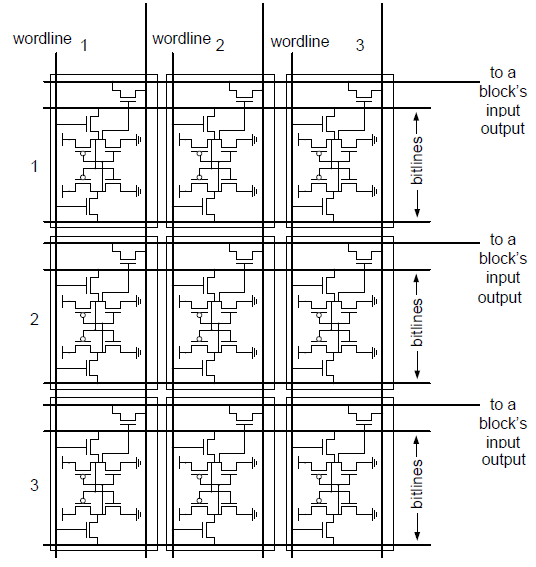 wordline 1
wordline 2
wordline 3
to a
block's
input
output
1
bitlines
to a
block's
input
output
2
bitlines
to a
block's
input
output
3
bitlines